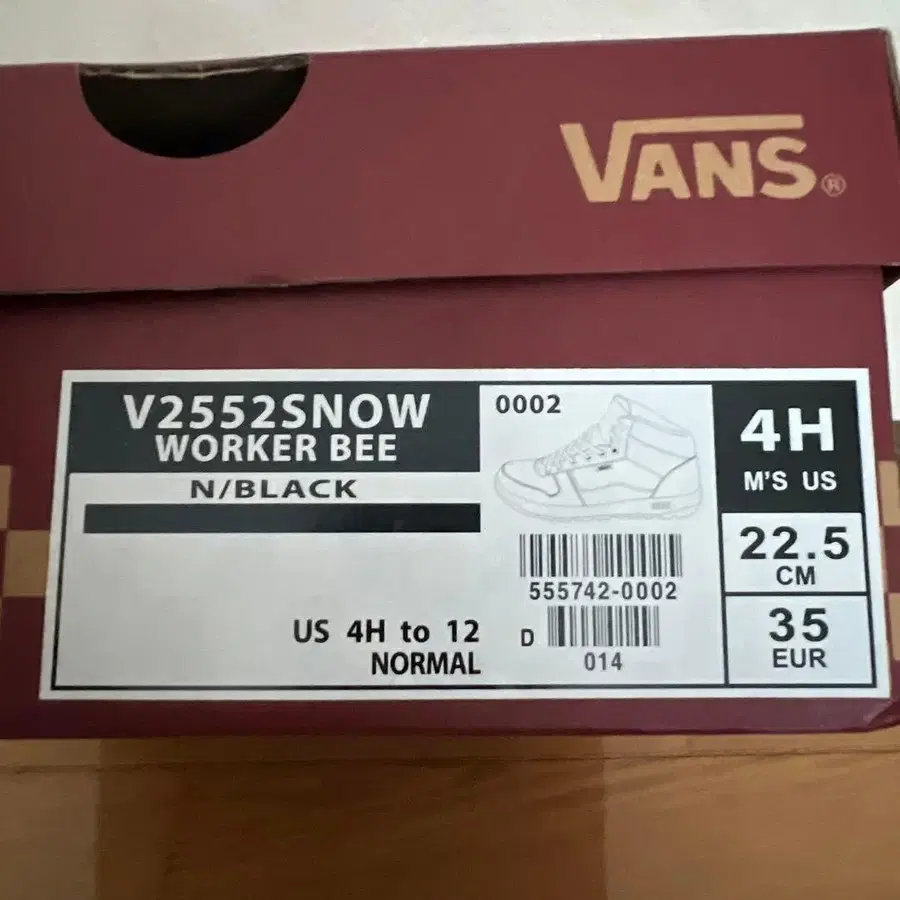 VANS®
V2552SNOW
WORKER BEE
N/BLACK
US 4H to 12
NORMAL
0002
555742-0002
D
014
4H
M'S US
22.5
CM
35
EUR